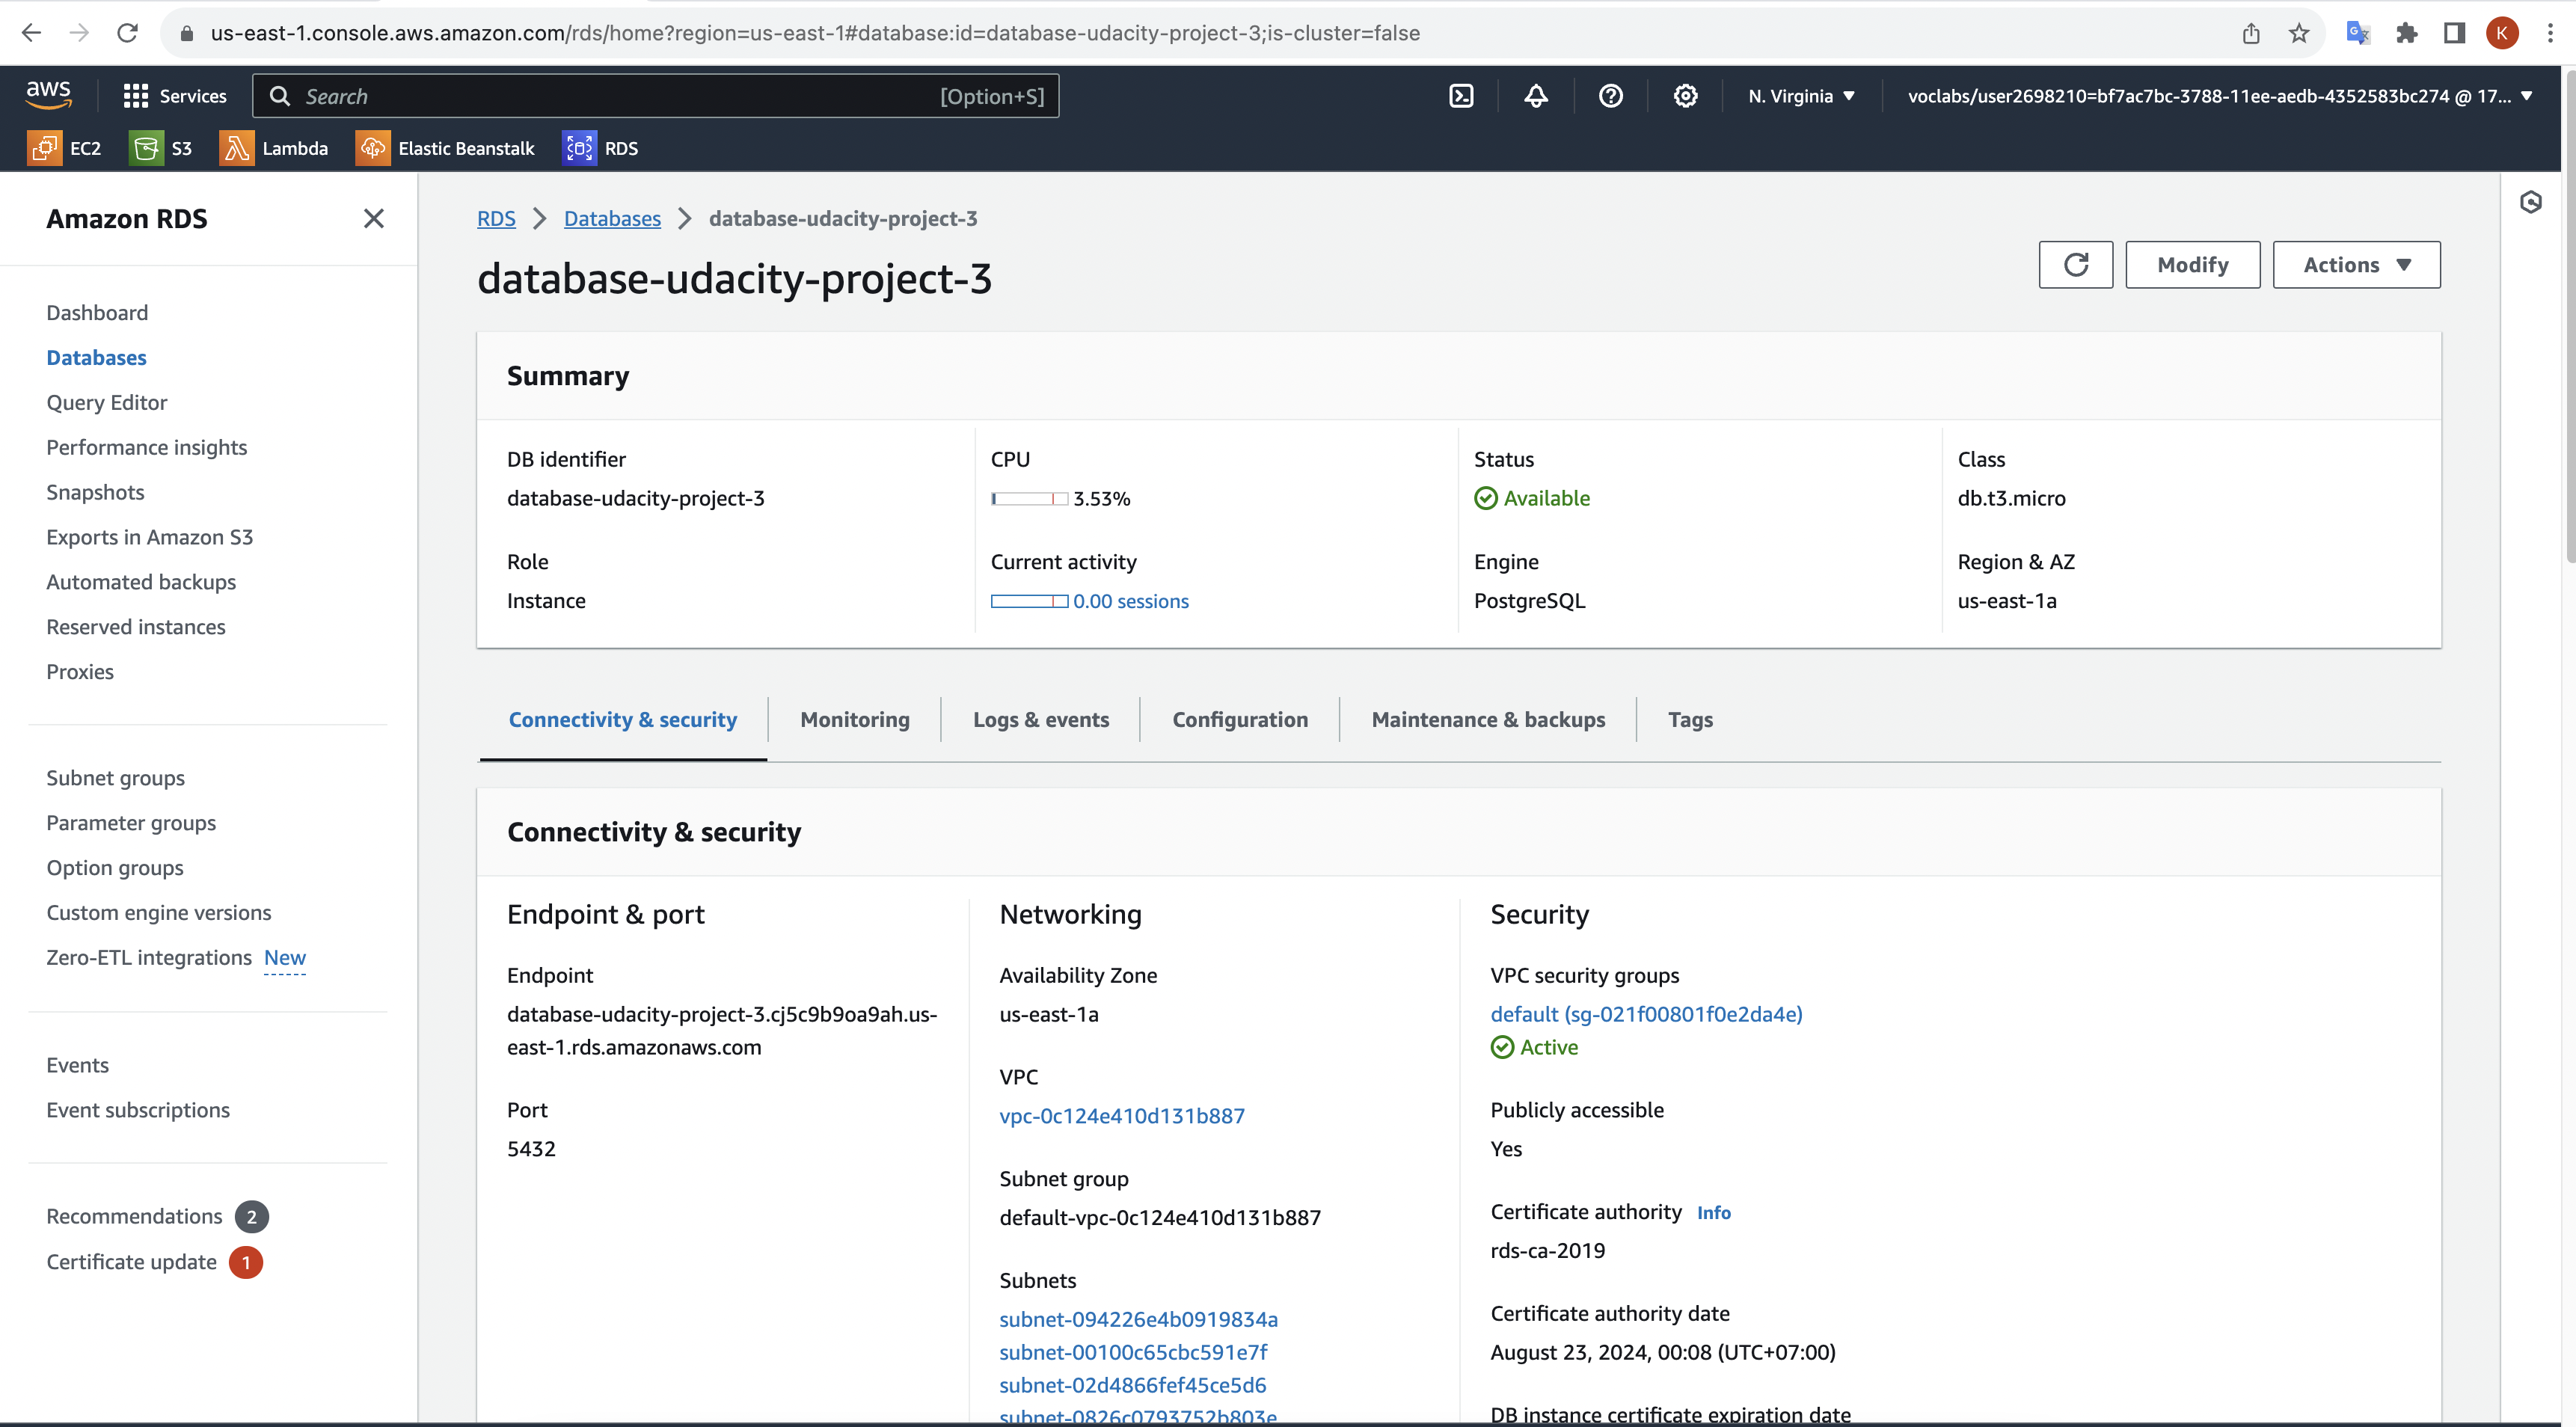 us-east-1.console.aws.amazon.com/rds/home?region=us-east-1#database:id=database-udacity-project-3;is-cluster=false
K
aws
Services
Search
[Option+S]
N. Virginia
voclabs/user2698210=bf7ac7bc-3788-11ee-aedb-4352583bc274 @ 17...
EC2
S3
Lambda
Elastic Beanstalk
RDS
Amazon RDS
Dashboard
Databases
Query Editor
Performance insights
Snapshots
Exports in Amazon S3
Automated backups
Reserved instances
Proxies
Subnet groups
Parameter groups
Option groups
Custom engine versions
Zero-ETL integrations New
Events
Event subscriptions
Recommendations 2
Certificate update 1
RDS
Databases
database-udacity-project-3
database-udacity-project-3
Modify
Actions
Summary
DB identifier
database-udacity-project-3
Role
Instance
CPU
3.53%
Current activity
0.00 sessions
Status
Available
Engine
PostgreSQL
Class
db.t3.micro
Region & AZ
us-east-1a
Connectivity & security
Monitoring
Logs & events
Configuration
Maintenance & backups
Tags
Connectivity & security
Endpoint & port
Endpoint
database-udacity-project-3.cj5c9b9oa9ah.us-
east-1.rds.amazonaws.com
Port
5432
Networking
Availability Zone
us-east-1a
VPC
vpc-0c124e410d131b887
Subnet group
default-vpc-0c124e410d131b887
Subnets
subnet-094226e4b0919834a
subnet-00100c65cbc591e7f
subnet-02d4866fef45ce5d6
subnet-0826c0793752b803e
Security
VPC security groups
default (sg-021f00801f0e2da4e)
Active
Publicly accessible
Yes
Certificate authority Info
rds-ca-2019
Certificate authority date
August 23, 2024, 00:08 (UTC+07:00)
DB instance certificate expiration date